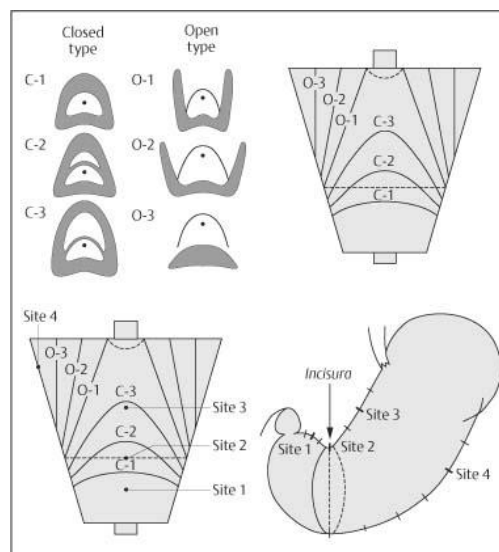 Closed type
Open type
C-1
O-1
C-2
O-2
C-3
O-3
O-3
O-2
O-1
C-3
C-2
C-1
Site 4
O-3
O-2
O-1
C-3
C-2
C-1
Site 3
Site 2
Site 1
Incisura
Site 3
Site 1
Site 2
Site 4